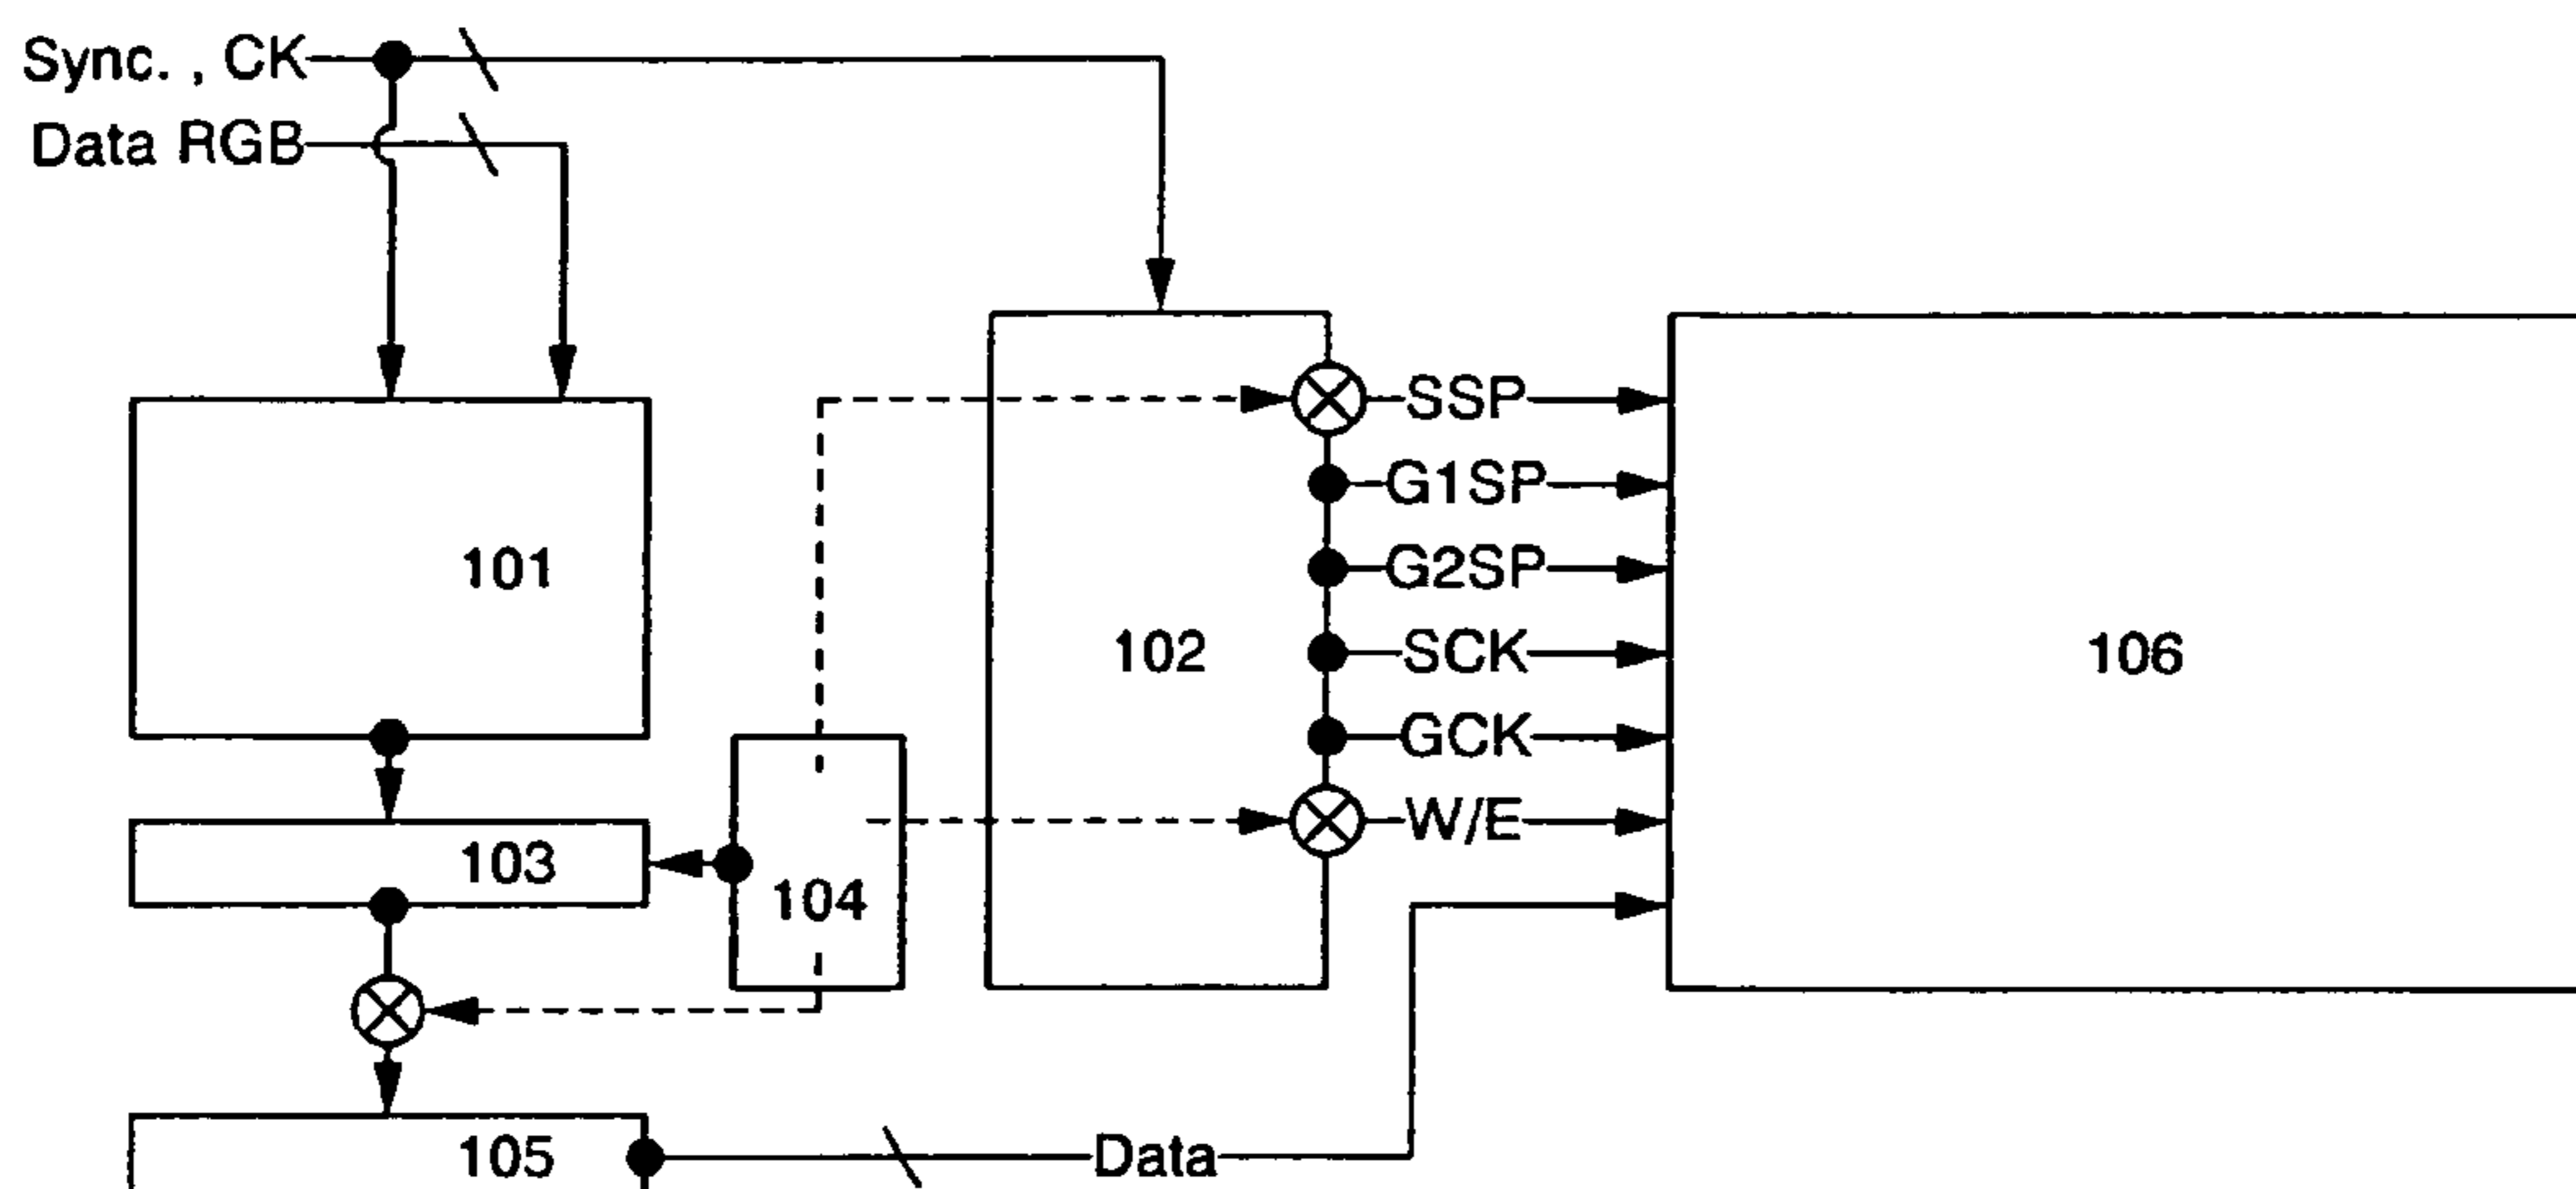 Sync. , CK
Data RGB
SSP
G1SP
101
G2SP
102
SCK
106
GCK
W/E
103
104
105
Data